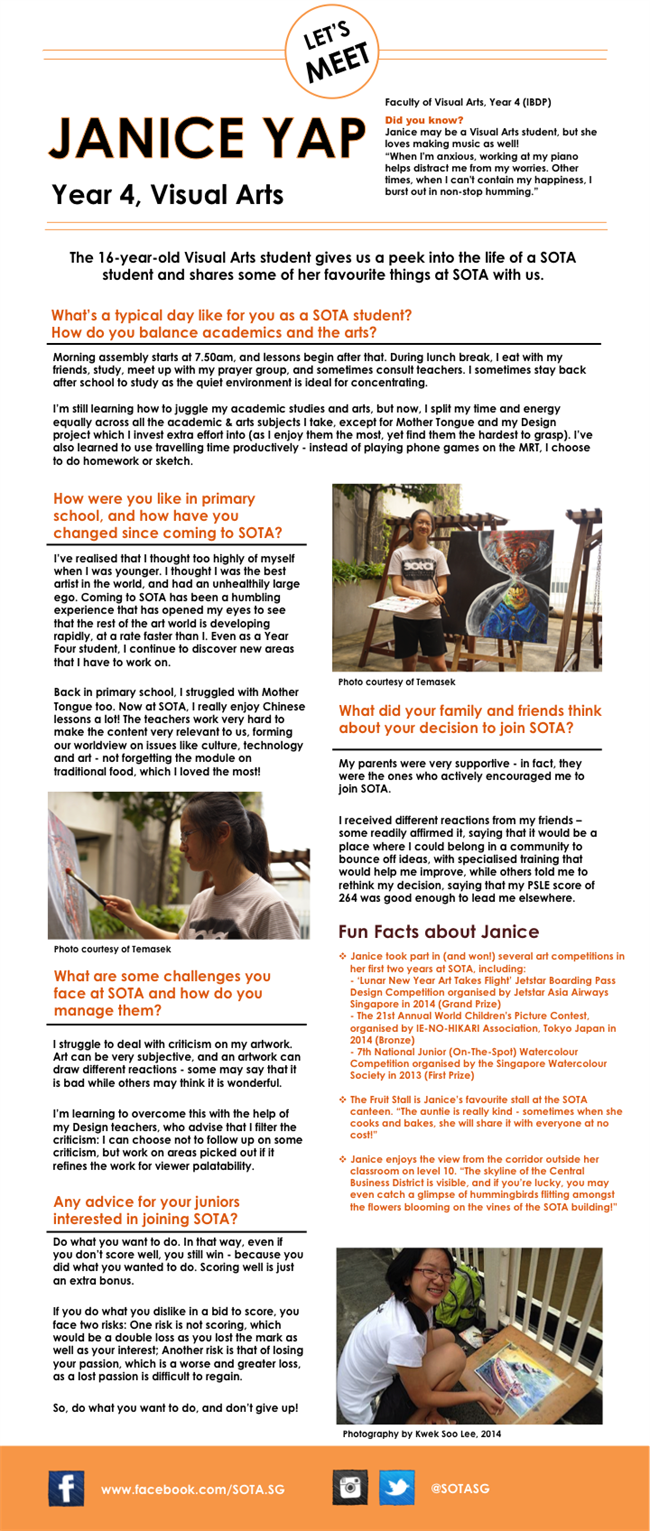 LET'S
MEET
JANICE YAP
Year 4, Visual Arts
Faculty of Visual Arts, Year 4 (IBDP)
Did you know?
Janice may be a Visual Arts student, but she
loves making music as well!
“When I'm anxious, working at my piano
helps distract me from my worries. Other
times, when I can't contain my happiness, I
burst out in non-stop humming.”
The 16-year-old Visual Arts student gives us a peek into the life of a SOTA
student and shares some of her favourite things at SOTA with us.
What's a typical day like for you as a SOTA student?
How do you balance academics and the arts?
Morning assembly starts at 7.50am, and lessons begin after that. During lunch break, I eat with my
friends, study, meet up with my prayer group, and sometimes consult teachers. I sometimes stay back
after school to study as the quiet environment is ideal for concentrating.
I'm still learning how to juggle my academic studies and arts, but now, I split my time and energy
equally across all the academic & arts subjects I take, except for Mother Tongue and my Design
project which I invest extra effort into (as I enjoy them the most, yet find them the hardest to grasp). I've
also learned to use travelling time productively - instead of playing phone games on the MRT, I choose
to do homework or sketch.
How were you like in primary
school, and how have you
changed since coming to SOTA?
I've realised that I thought too highly of myself
when I was younger. I thought I was the best
artist in the world, and had an unhealthily large
ego. Coming to SOTA has been a humbling
experience that has opened my eyes to see
that the rest of the art world is developing
rapidly, at a rate faster than I. Even as a Year
Four student, I continue to discover new areas
that I have to work on.
Back in primary school, I struggled with Mother
Tongue too. Now at SOTA, I really enjoy Chinese
lessons a lot! The teachers work very hard to
make the content very relevant to us, forming
our worldview on issues like culture, technology
and art - not forgetting the module on
traditional food, which I loved the most!
Photo courtesy of Temasek
What are some challenges you
face at SOTA and how do you
manage them?
I struggle to deal with criticism on my artwork.
Art can be very subjective, and an artwork can
draw different reactions - some may say that it
is bad while others may think it is wonderful.
I'm learning to overcome this with the help of
my Design teachers, who advise that I filter the
criticism: I can choose not to follow up on some
criticism, but work on areas picked out if it
refines the work for viewer palatability.
Any advice for your juniors
interested in joining SOTA?
Do what you want to do. In that way, even if
you don't score well, you still win - because you
did what you wanted to do. Scoring well is just
an extra bonus.
If you do what you dislike in a bid to score, you
face two risks: One risk is not scoring, which
would be a double loss as you lost the mark as
well as your interest; Another risk is that of losing
your passion, which is a worse and greater loss,
as a lost passion is difficult to regain.
So, do what you want to do, and don't give up!
sota
Photo courtesy of Temasek
What did your family and friends think
about your decision to join SOTA?
My parents were very supportive - in fact, they
were the ones who actively encouraged me to
join SOTA.
I received different reactions from my friends –
some readily affirmed it, saying that it would be a
place where I could belong in a community to
bounce off ideas, with specialised training that
would help me improve, while others told me to
rethink my decision, saying that my PSLE score of
264 was good enough to lead me elsewhere.
Fun Facts about Janice
❖ Janice took part in (and won!) several art competitions in
her first two years at SOTA, including:
- 'Lunar New Year Art Takes Flight' Jetstar Boarding Pass
Design Competition organised by Jetstar Asia Airways
Singapore in 2014 (Grand Prize)
- The 21st Annual World Children's Picture Contest,
organised by IE-NO-HIKARI Association, Tokyo Japan in
2014 (Bronze)
- 7th National Junior (On-The-Spot) Watercolour
Competition organised by the Singapore Watercolour
Society in 2013 (First Prize)
❖ The Fruit Stall is Janice's favourite stall at the SOTA
canteen. “The auntie is really kind - sometimes when she
cooks and bakes, she will share it with everyone at no
cost!”
❖ Janice enjoys the view from the corridor outside her
classroom on level 10. “The skyline of the Central
Business District is visible, and if you're lucky, you may
even catch a glimpse of hummingbirds flitting amongst
the flowers blooming on the vines of the SOTA building!”
Photography by Kwek Soo Lee, 2014
www.facebook.com/SOTA.SG
@SOTASG